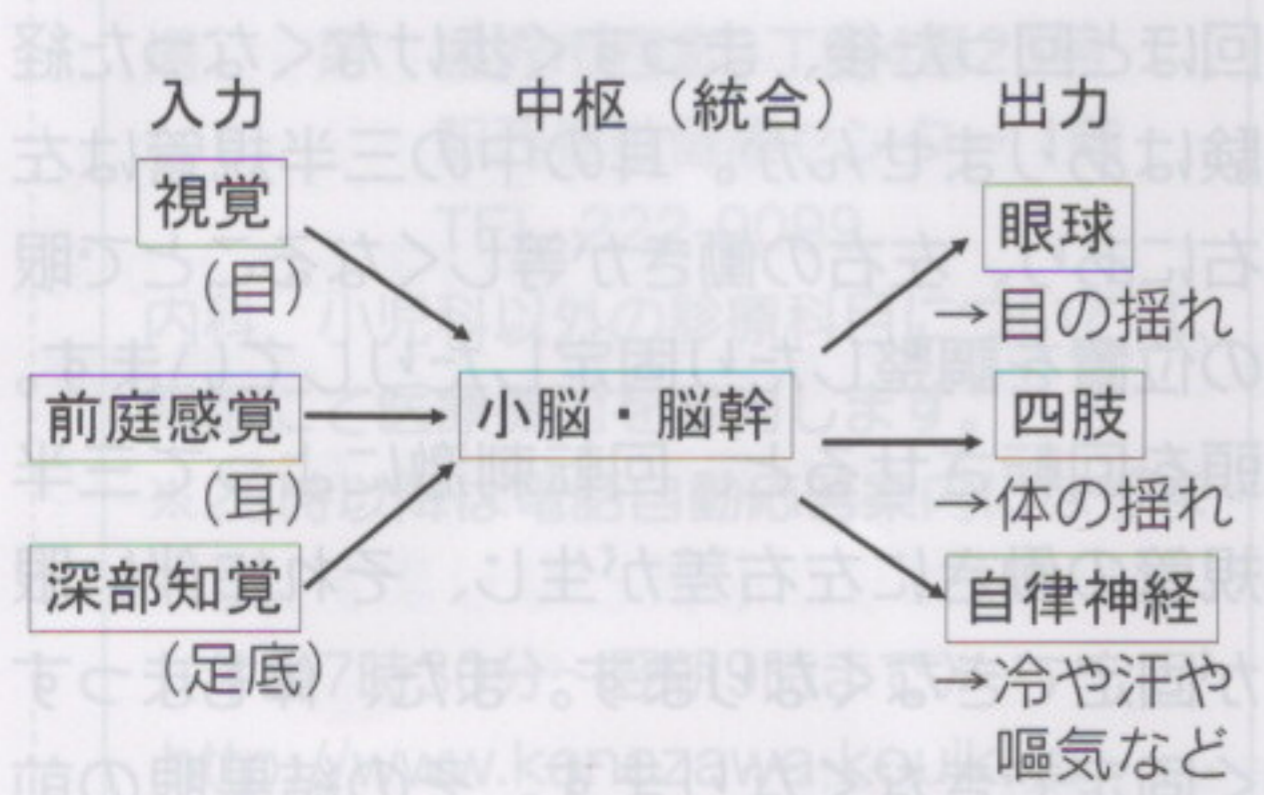 入力
視覚
(目)
前庭感覚
(耳)
深部知覚
(足底)
中枢（統合）
小脳・脳幹
出力
眼球
→目の揺れ
四肢
→体の揺れ
自律神経
→冷や汗や
嘔気など